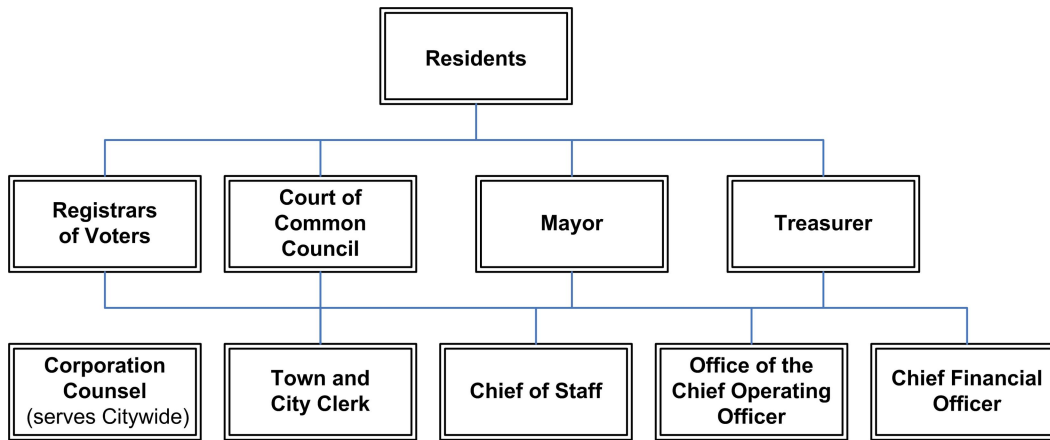 Residents
Registrars
of Voters
Court of
Common
Council
Mayor
Treasurer
Corporation
Counsel
(serves Citywide)
Town and
City Clerk
Chief of Staff
Office of the
Chief Operating
Officer
Chief Financial
Officer